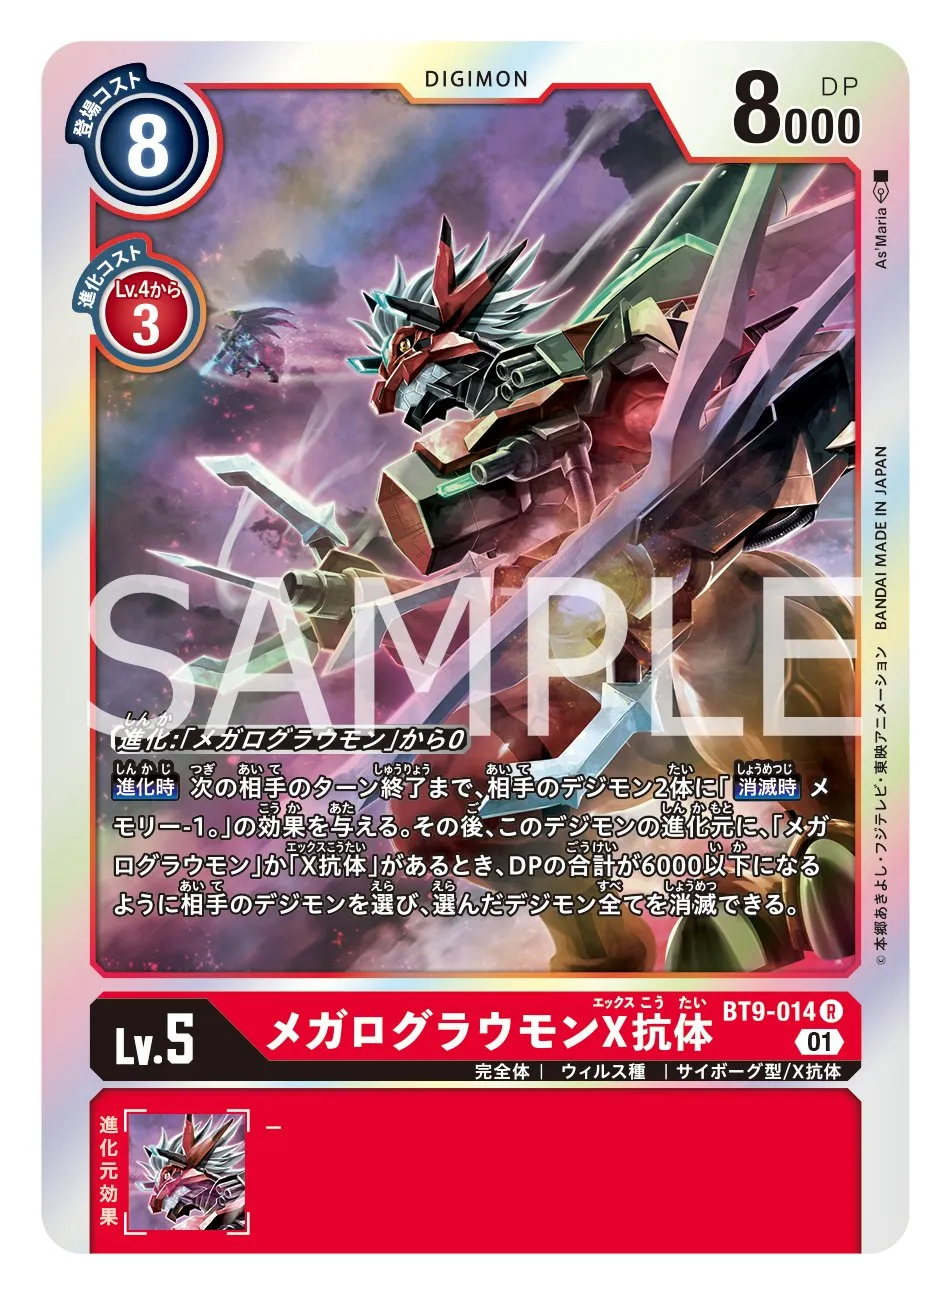 DIGIMON
登場コスト
8
DP
8000
進化コスト
Lv.4から
3
As'Maria
SAMPLE
進化:「メガログラウモン」から0
進化時 次の相手のターン終了まで、相手のデジモン2体に「消滅時 メ
モリー-1。」の効果を与える。その後、このデジモンの進化元に、「メガ
ログラウモン」か「X抗体」があるとき、DPの合計が6000以下になる
ように相手のデジモンを選び、選んだデジモン全てを消滅できる。
©本郷あきよし・フジテレビ・東映アニメーション BANDAI MADE IN JAPAN
Lv.5
メガログラウモンX抗体
BT9-014 R
01
完全体 | ウィルス種 | サイボーグ型/X抗体
進化元効果
–